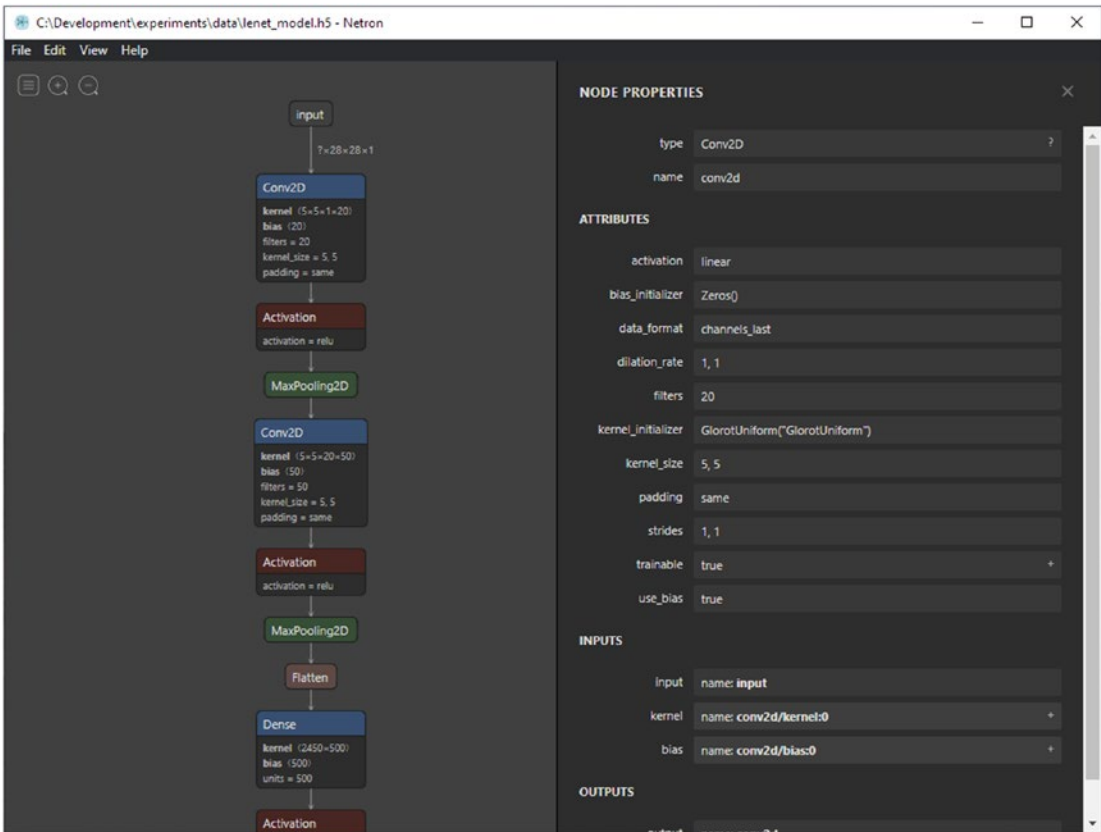 C:\Development\experiments\data\lenet_model.h5 - Netron
File Edit View Help
input
?×28×28×1
Conv2D
kernel ⟨5×5×1×20⟩
bias ⟨20⟩
filters = 20
kernel_size = 5, 5
padding = same
Activation
activation = relu
MaxPooling2D
Conv2D
kernel ⟨5×5×20×50⟩
bias ⟨50⟩
filters = 50
kernel_size = 5, 5
padding = same
Activation
activation = relu
MaxPooling2D
Flatten
Dense
kernel ⟨2450×500⟩
bias ⟨500⟩
units = 500
Activation
NODE PROPERTIES
type Conv2D ?
name conv2d
ATTRIBUTES
activation linear
bias_initializer Zeros()
data_format channels_last
dilation_rate 1, 1
filters 20
kernel_initializer GlorotUniform("GlorotUniform")
kernel_size 5, 5
padding same
strides 1, 1
trainable true +
use_bias true
INPUTS
input name: input
kernel name: conv2d/kernel:0 +
bias name: conv2d/bias:0 +
OUTPUTS